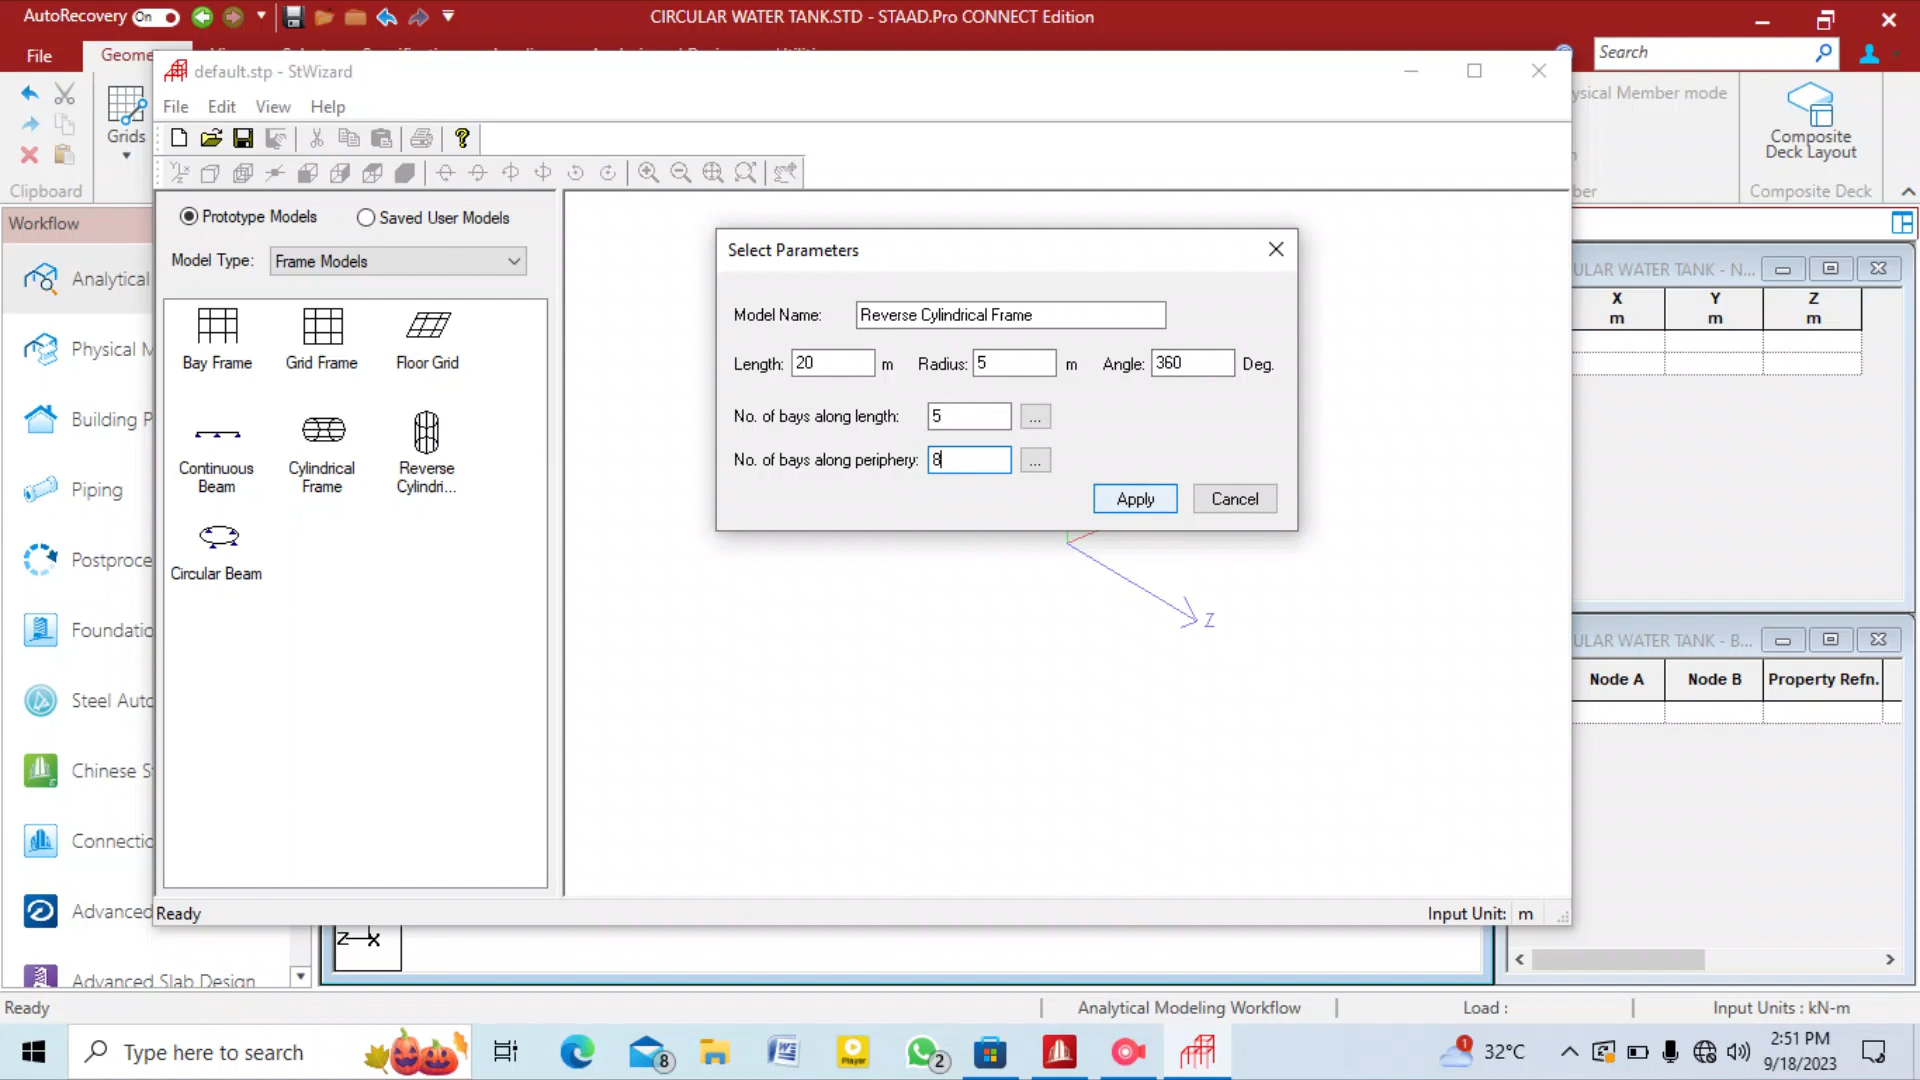 AutoRecovery On
CIRCULAR WATER TANK.STD - STAAD.Pro CONNECT Edition
File
Geome
Search
Grids
Clipboard
ysical Member mode
Composite
Deck Layout
ber
Composite Deck
default.stp - StWizard
File Edit View Help
Workflow
Analytical
Physical M
Building P
Piping
Postproce
Foundatio
Steel Auto
Chinese S
Connectio
Advanced
Advanced Slab Design
Prototype Models
Saved User Models
Model Type:
Frame Models
Bay Frame
Grid Frame
Floor Grid
Continuous
Beam
Cylindrical
Frame
Reverse
Cylindri...
Circular Beam
Select Parameters
Model Name:
Reverse Cylindrical Frame
Length: 20 m Radius: 5 m Angle: 360 Deg.
No. of bays along length: 5 ...
No. of bays along periphery: 8 ...
Apply
Cancel
Z
ULAR WATER TANK - N...
X
m
Y
m
Z
m
ULAR WATER TANK - B...
Node A
Node B
Property Refn.
Ready
Input Unit: m
Z X
Ready
Analytical Modeling Workflow
Load :
Input Units : kN-m
Type here to search
8
Player
2
1
32°C
2:51 PM
9/18/2023